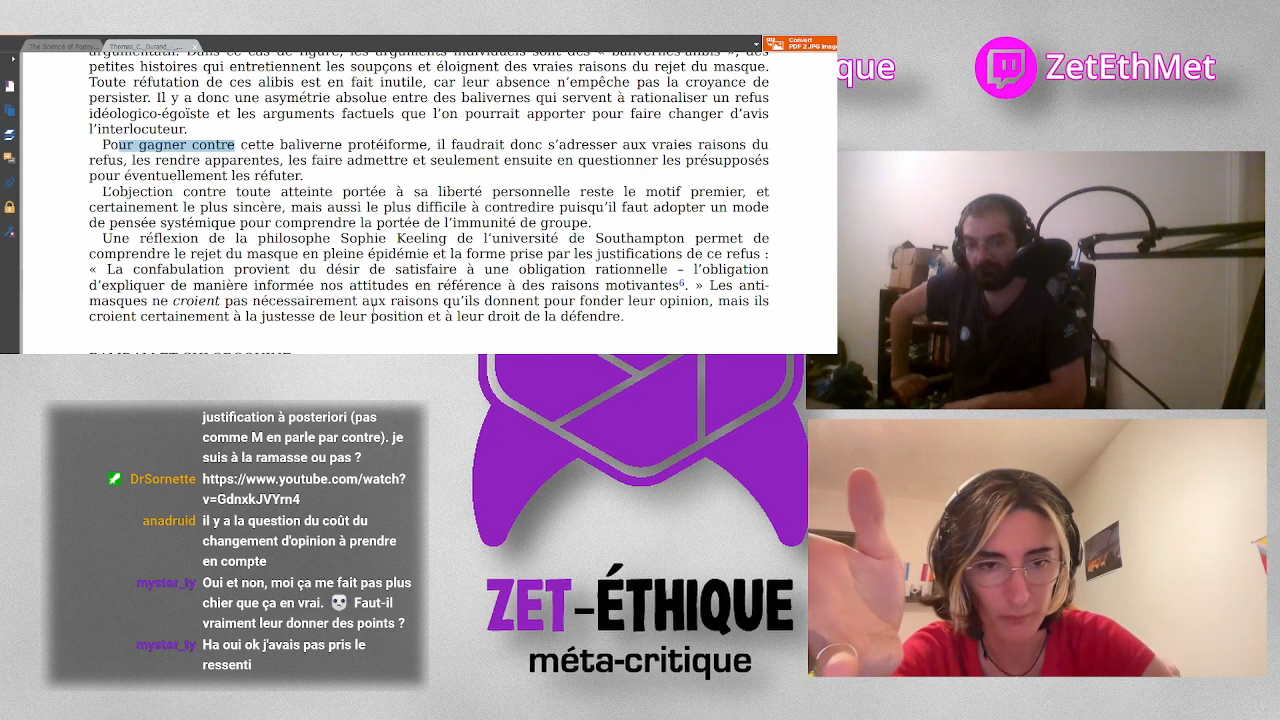 The Science of Poppy...
Thomas_C._Durand_...
Convert
PDF 2 JPG Imag
petites histoires qui entretiennent les soupçons et éloignent des vraies raisons du rejet du masque.
Toute réfutation de ces alibis est en fait inutile, car leur absence n’empêche pas la croyance de
persister. Il y a donc une asymétrie absolue entre des balivernes qui servent à rationaliser un refus
idéologico-égoïste et les arguments factuels que l’on pourrait apporter pour faire changer d’avis
l’interlocuteur.
Pour gagner contre cette baliverne protéiforme, il faudrait donc s’adresser aux vraies raisons du
refus, les rendre apparentes, les faire admettre et seulement ensuite en questionner les présupposés
pour éventuellement les réfuter.
L’objection contre toute atteinte portée à sa liberté personnelle reste le motif premier, et
certainement le plus sincère, mais aussi le plus difficile à contredire puisqu’il faut adopter un mode
de pensée systémique pour comprendre la portée de l’immunité de groupe.
Une réflexion de la philosophe Sophie Keeling de l’université de Southampton permet de
comprendre le rejet du masque en pleine épidémie et la forme prise par les justifications de ce refus :
« La confabulation provient du désir de satisfaire à une obligation rationnelle – l’obligation
d’expliquer de manière informée nos attitudes en référence à des raisons motivantes6. » Les anti-
masques ne croient pas nécessairement aux raisons qu’ils donnent pour fonder leur opinion, mais ils
croient certainement à la justesse de leur position et à leur droit de la défendre.
que
ZetEthMet
justification à posteriori (pas
comme M en parle par contre). je
suis à la ramasse ou pas ?
DrSornette https://www.youtube.com/watch?
v=GdnxkJVYrn4
anadruid il y a la question du coût du
changement d'opinion à prendre
en compte
myster_ty Oui et non, moi ça me fait pas plus
chier que ça en vrai. Faut-il
vraiment leur donner des points ?
myster_ty Ha oui ok j'avais pas pris le
ressenti
ZET-ÉTHIQUE
méta-critique